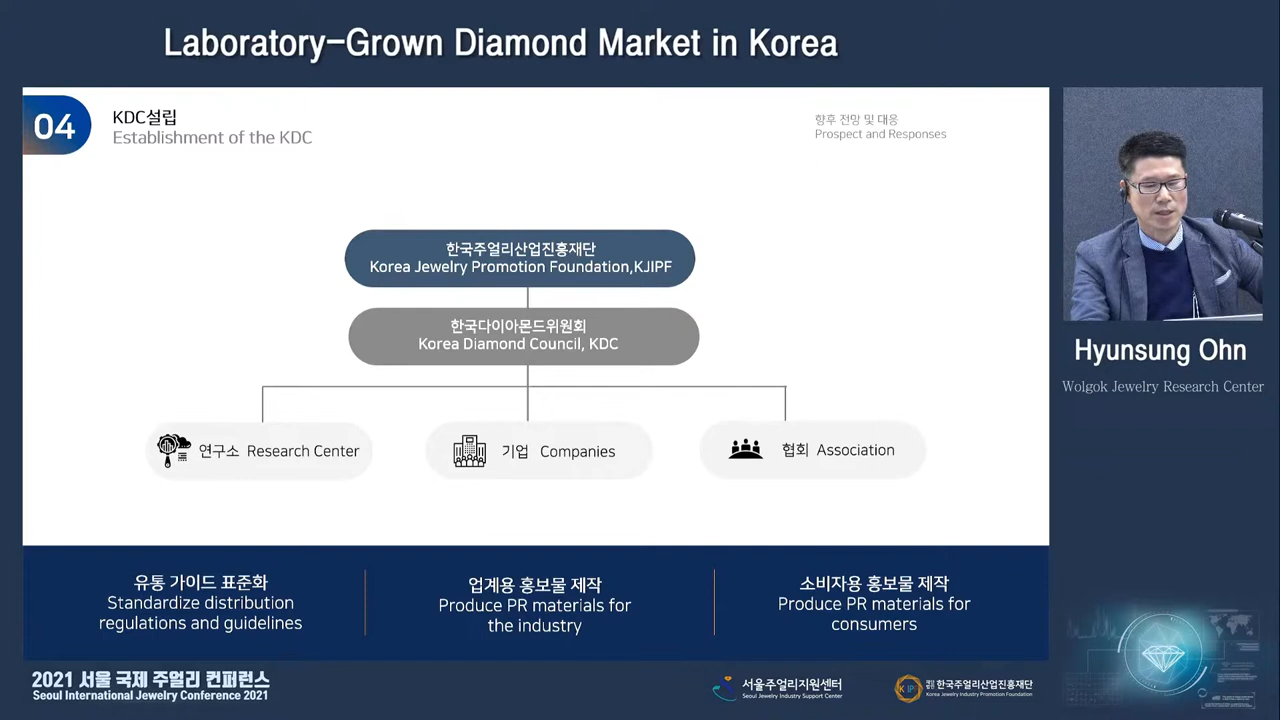 Laboratory-Grown Diamond Market in Korea
04
KDC설립
Establishment of the KDC
향후 전망 및 대응
Prospect and Responses
한국주얼리산업진흥재단
Korea Jewelry Promotion Foundation,KJIPF
한국다이아몬드위원회
Korea Diamond Council, KDC
연구소 Research Center
기업 Companies
협회 Association
유통 가이드 표준화
Standardize distribution
regulations and guidelines
업계용 홍보물 제작
Produce PR materials for
the industry
소비자용 홍보물 제작
Produce PR materials for
consumers
Hyunsung Ohn
Wolgok Jewelry Research Center
2021 서울 국제 주얼리 컨퍼런스
Seoul International Jewelry Conference 2021
서울주얼리지원센터
Seoul Jewelry Industry Support Center
재단법인 한국주얼리산업진흥재단
Korea Jewelry Industry Promotion Foundation